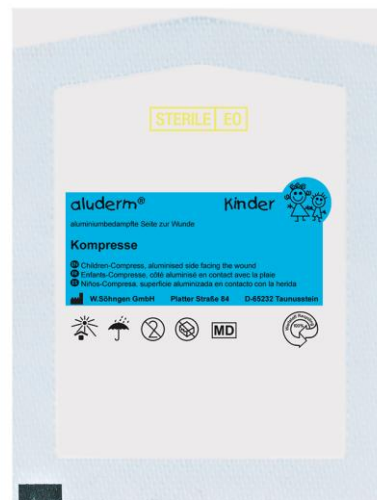 STERILE EO
aluderm® Kinder
aluminiumbedampfte Seite zur Wunde
Kompresse
Children-Compress, aluminised side facing the wound
Enfants-Compresse, côté aluminisé en contact avec la plaie
Niños-Compresa, superficie aluminizada en contacto con la herida
W.Söhngen GmbH Platter Straße 84 D-65232 Taunusstein
2
MD
100%